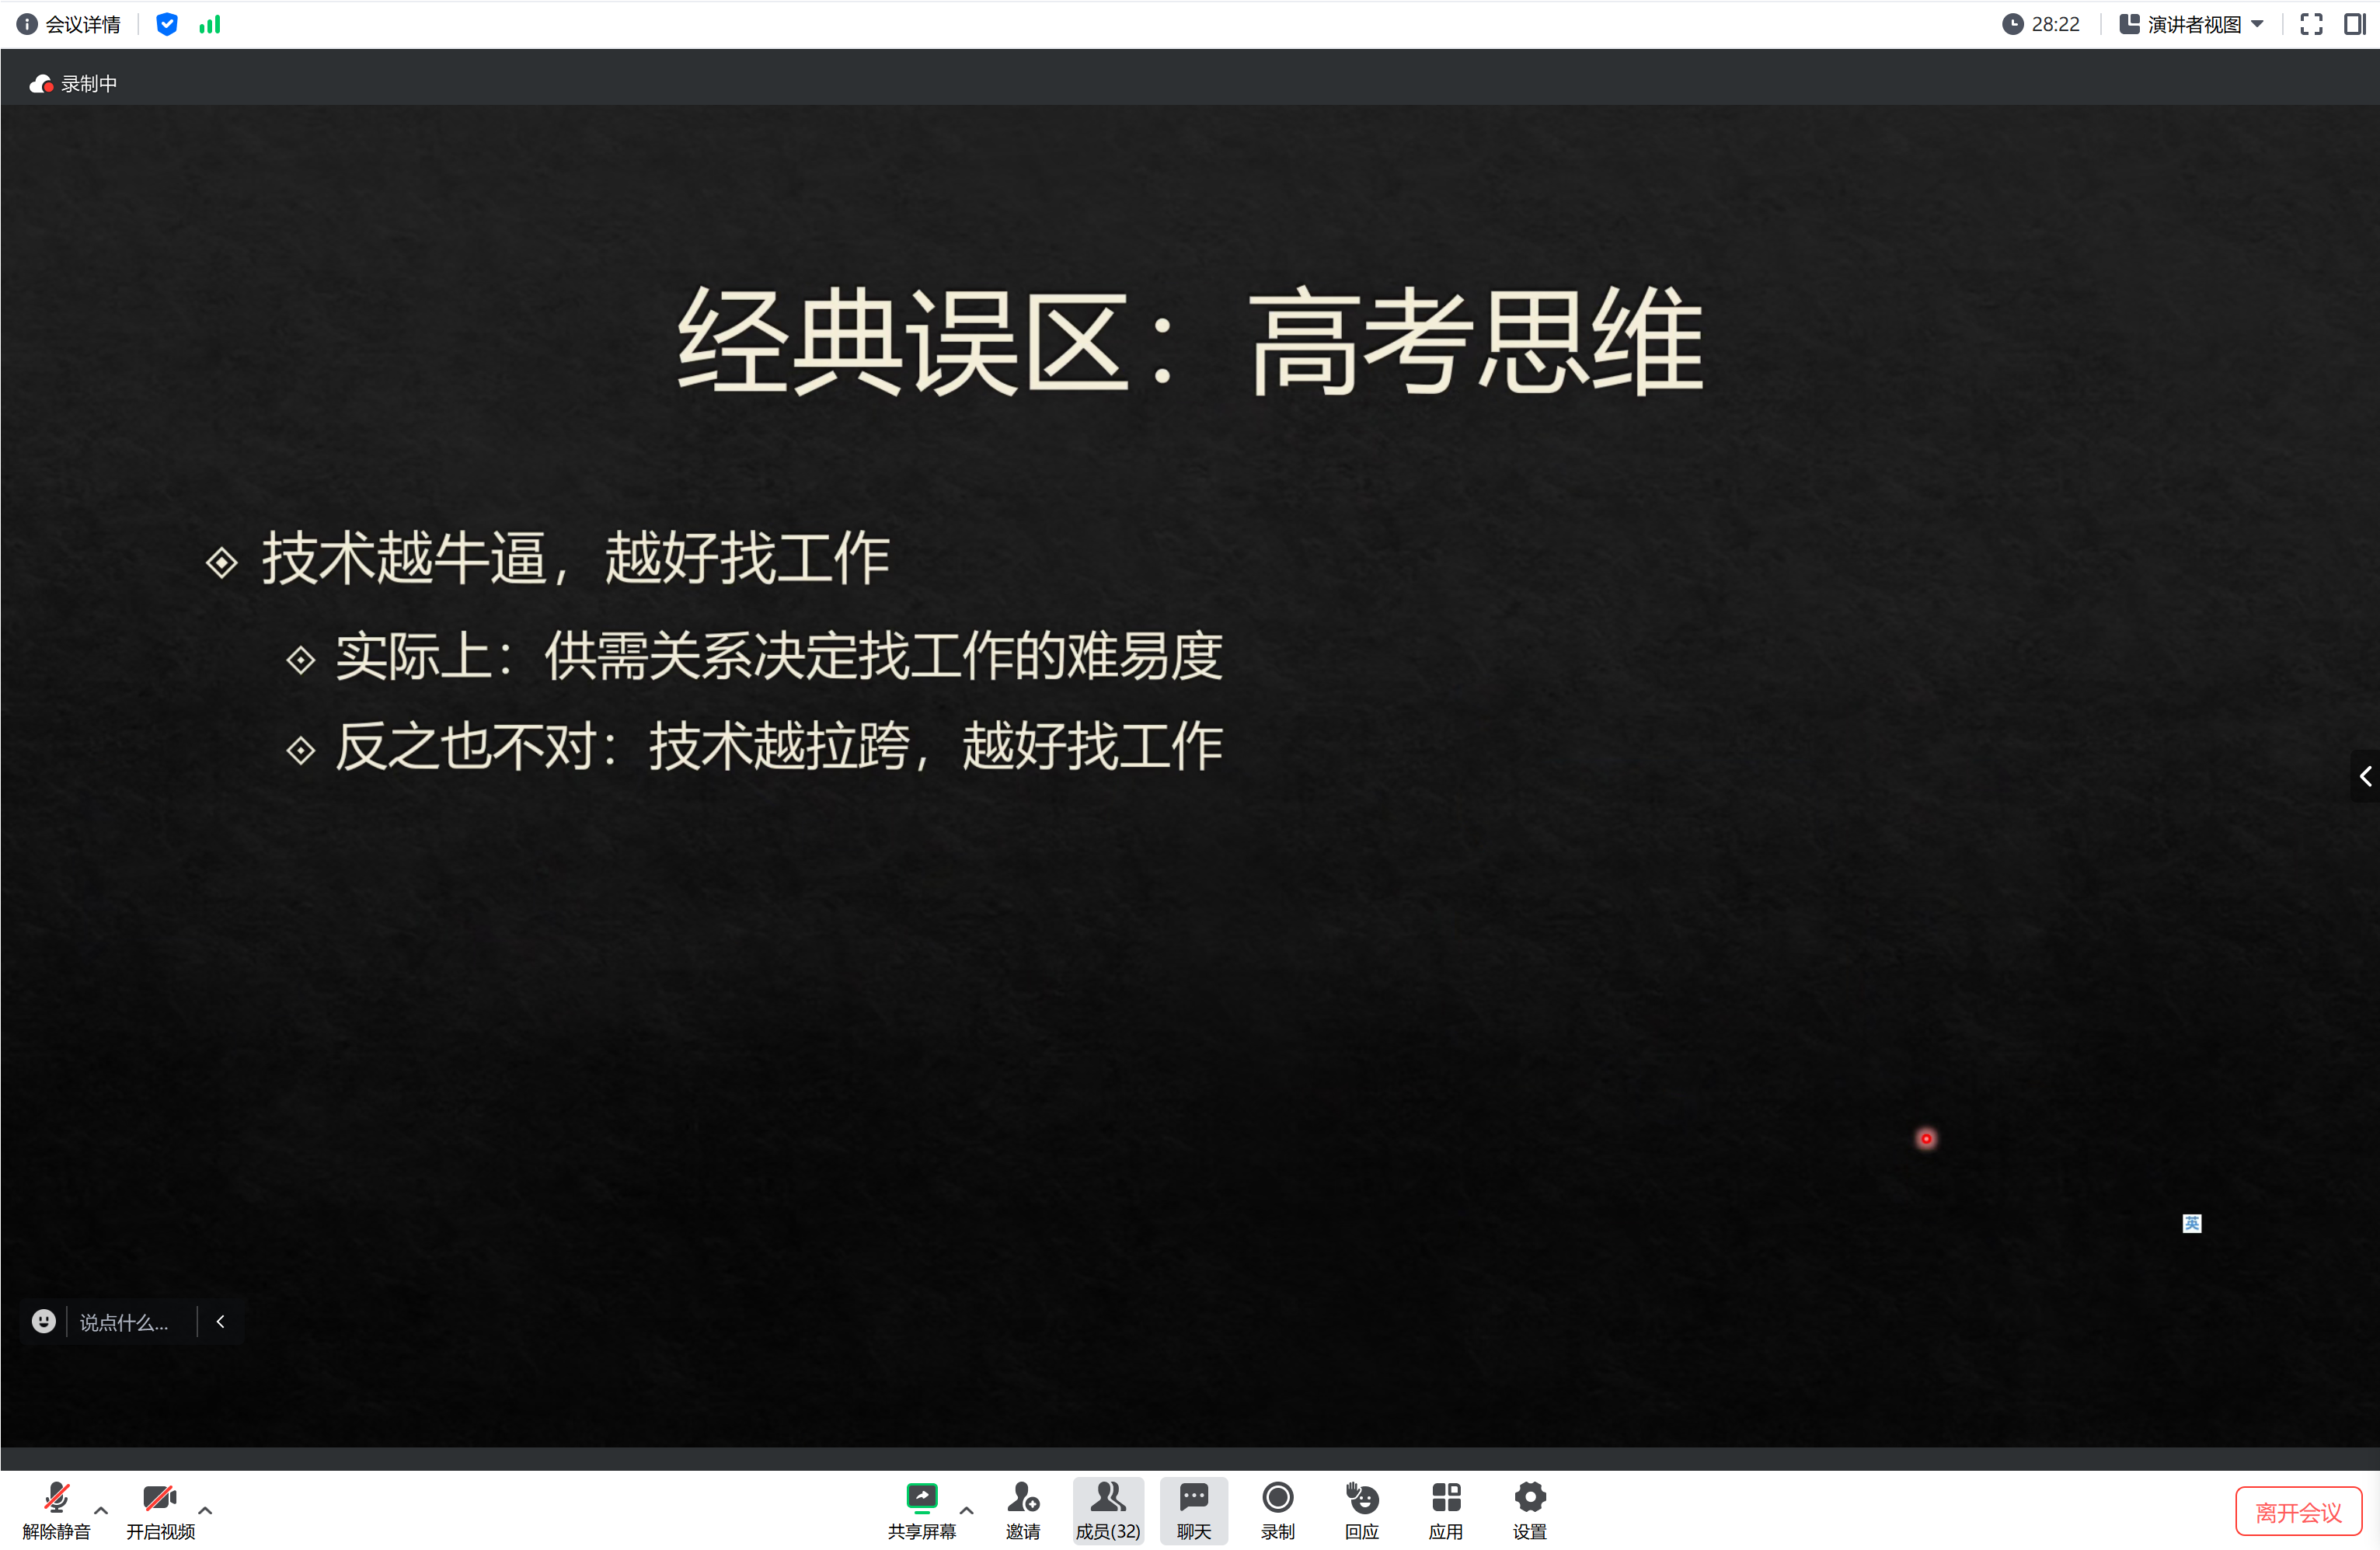 会议详情
28:22
演讲者视图
录制中
经典误区：高考思维
技术越牛逼，越好找工作
实际上：供需关系决定找工作的难易度
反之也不对：技术越拉跨，越好找工作
英
说点什么...
解除静音
开启视频
共享屏幕
邀请
成员(32)
聊天
录制
回应
应用
设置
离开会议